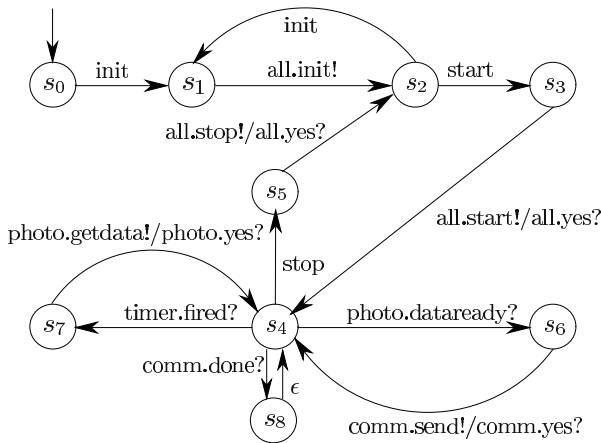 init
init
s0
s1
all.init!
s2
start
s3
all.stop!/all.yes?
s5
all.start!/all.yes?
photo.getdata!/photo.yes?
stop
s7
timer.fired?
s4
photo.dataready?
s6
comm.done?
ϵ
s8
comm.send!/comm.yes?